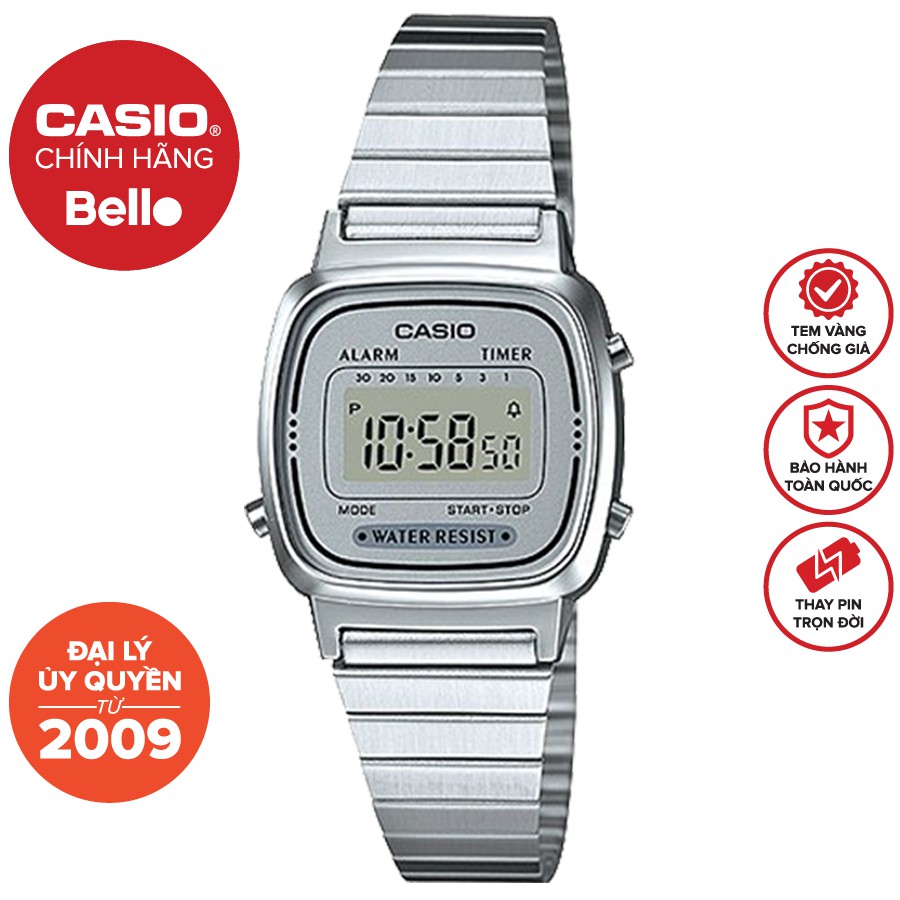 CASIO®
CHÍNH HÃNG
Bello
CASIO
ALARM TIMER
30 20 15 10 5 3 1
P
10:58 50
MODE START•STOP
• WATER RESIST •
TEM VÀNG
CHỐNG GIẢ
BẢO HÀNH
TOÀN QUỐC
THAY PIN
TRỌN ĐỜI
ĐẠI LÝ
ỦY QUYỀN
TỪ
2009